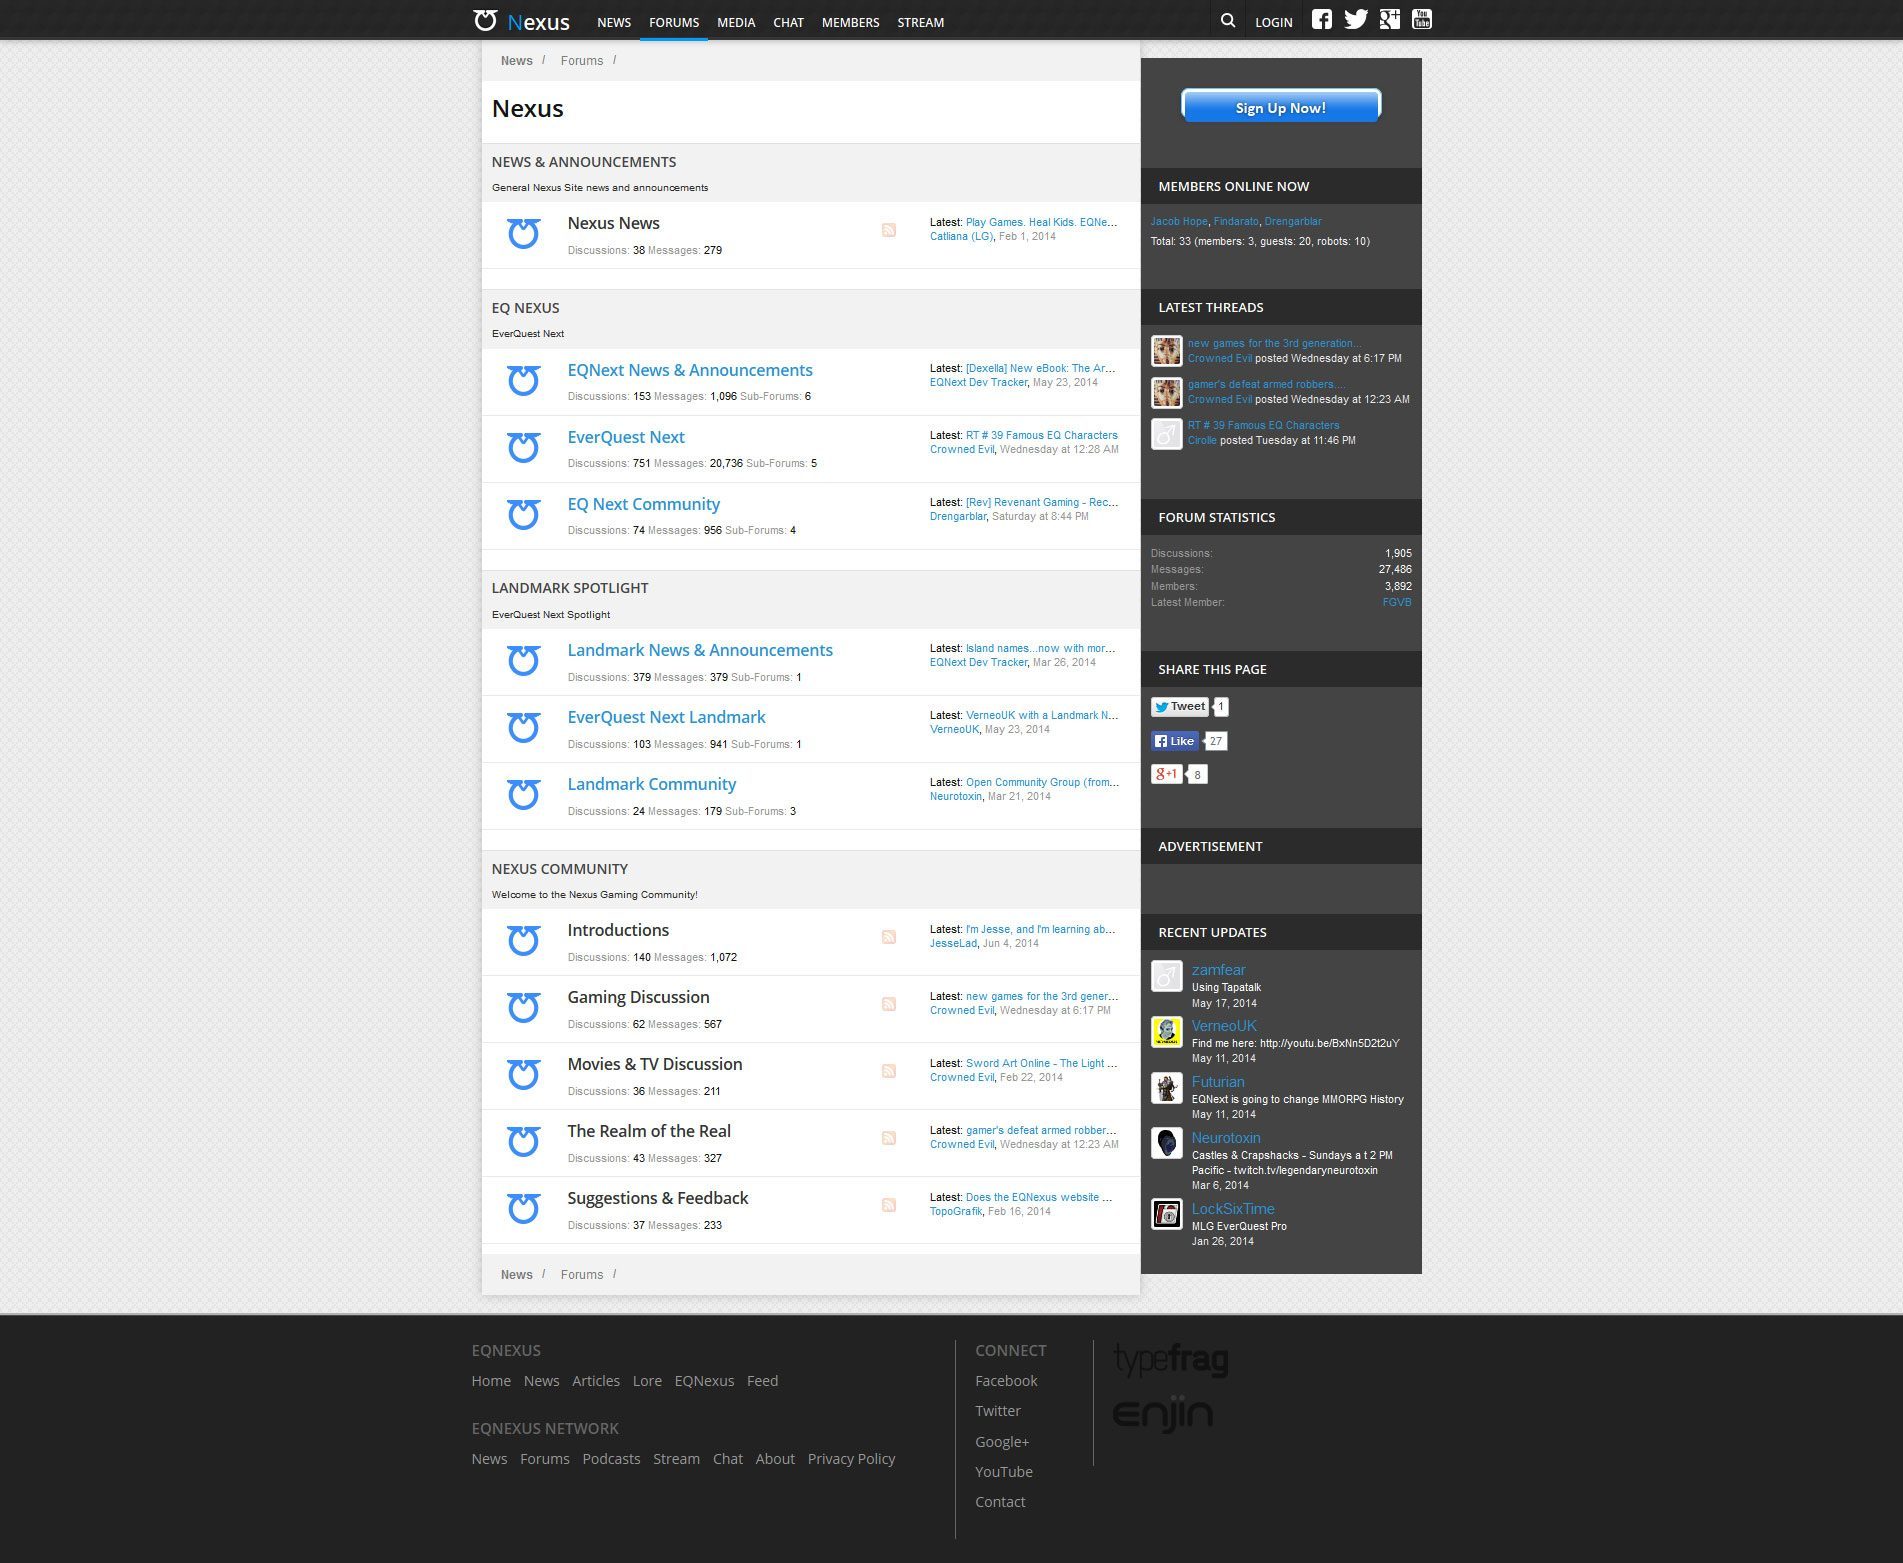 Nexus NEWS FORUMS MEDIA CHAT MEMBERS STREAM LOGIN
News / Forums /
Nexus
NEWS & ANNOUNCEMENTS
General Nexus Site news and announcements
Nexus News
Discussions: 38 Messages: 279
Latest: Play Games. Heal Kids. EQNe...
Catliana (LG), Feb 1, 2014
EQ NEXUS
EverQuest Next
EQNext News & Announcements
Discussions: 153 Messages: 1,096 Sub-Forums: 6
Latest: [Dexella] New eBook: The Ar...
EQNext Dev Tracker, May 23, 2014
EverQuest Next
Discussions: 751 Messages: 20,736 Sub-Forums: 5
Latest: RT # 39 Famous EQ Characters
Crowned Evil, Wednesday at 12:28 AM
EQ Next Community
Discussions: 74 Messages: 956 Sub-Forums: 4
Latest: [Rev] Revenant Gaming - Rec...
Drengarblar, Saturday at 8:44 PM
LANDMARK SPOTLIGHT
EverQuest Next Spotlight
Landmark News & Announcements
Discussions: 379 Messages: 379 Sub-Forums: 1
Latest: Island names...now with mor...
EQNext Dev Tracker, Mar 26, 2014
EverQuest Next Landmark
Discussions: 103 Messages: 941 Sub-Forums: 1
Latest: VerneoUK with a Landmark N...
VerneoUK, May 23, 2014
Landmark Community
Discussions: 24 Messages: 179 Sub-Forums: 3
Latest: Open Community Group (from...
Neurotoxin, Mar 21, 2014
NEXUS COMMUNITY
Welcome to the Nexus Gaming Community!
Introductions
Discussions: 140 Messages: 1,072
Latest: I'm Jesse, and I'm learning ab...
JesseLad, Jun 4, 2014
Gaming Discussion
Discussions: 62 Messages: 567
Latest: new games for the 3rd gener...
Crowned Evil, Wednesday at 6:17 PM
Movies & TV Discussion
Discussions: 36 Messages: 211
Latest: Sword Art Online - The Light ...
Crowned Evil, Feb 22, 2014
The Realm of the Real
Discussions: 43 Messages: 327
Latest: gamer's defeat armed robber...
Crowned Evil, Wednesday at 12:23 AM
Suggestions & Feedback
Discussions: 37 Messages: 233
Latest: Does the EQNexus website ...
TopoGrafik, Feb 16, 2014
News / Forums /
Sign Up Now!
MEMBERS ONLINE NOW
Jacob Hope, Findarato, Drengarblar
Total: 33 (members: 3, guests: 20, robots: 10)
LATEST THREADS
new games for the 3rd generation...
Crowned Evil posted Wednesday at 6:17 PM
gamer's defeat armed robbers....
Crowned Evil posted Wednesday at 12:23 AM
RT # 39 Famous EQ Characters
Cirolle posted Tuesday at 11:46 PM
FORUM STATISTICS
Discussions: 1,905
Messages: 27,486
Members: 3,892
Latest Member: FGVB
SHARE THIS PAGE
Tweet 1
Like 27
g+1 8
ADVERTISEMENT
RECENT UPDATES
zamfear
Using Tapatalk
May 17, 2014
VerneoUK
Find me here: http://youtu.be/BxNn5D2t2uY
May 11, 2014
Futurian
EQNext is going to change MMORPG History
May 11, 2014
Neurotoxin
Castles & Crapshacks - Sundays a t 2 PM
Pacific - twitch.tv/legendaryneurotoxin
Mar 6, 2014
LockSixTime
MLG EverQuest Pro
Jan 26, 2014
EQNEXUS
Home News Articles Lore EQNexus Feed
EQNEXUS NETWORK
News Forums Podcasts Stream Chat About Privacy Policy
CONNECT
Facebook
Twitter
Google+
YouTube
Contact
typefrag
enjin